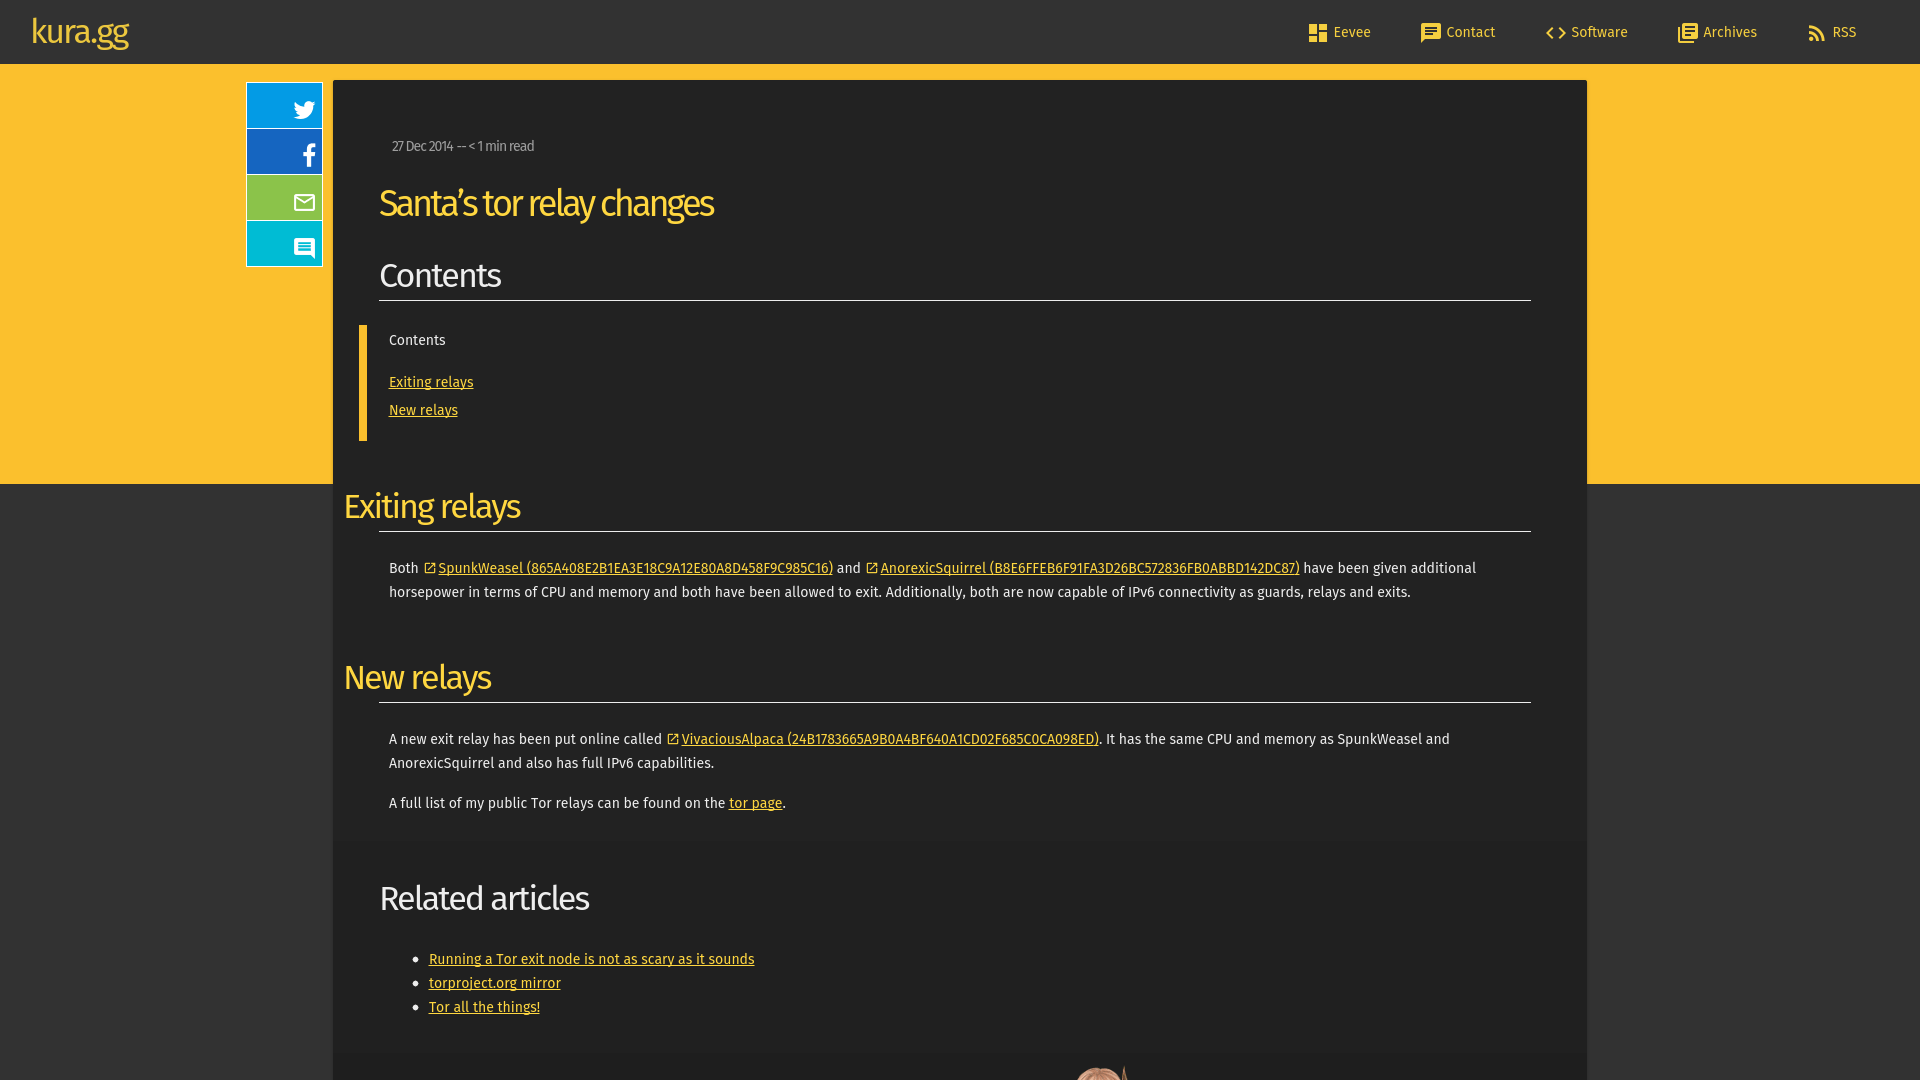 kura.gg
Eevee
Contact
Software
Archives
RSS
27 Dec 2014 -- < 1 min read
Santa’s tor relay changes
Contents
Contents
Exiting relays
New relays
Exiting relays
Both SpunkWeasel (865A408E2B1EA3E18C9A12E80A8D458F9C985C16) and AnorexicSquirrel (B8E6FFEB6F91FA3D26BC572836FB0ABBD142DC87) have been given additional
horsepower in terms of CPU and memory and both have been allowed to exit. Additionally, both are now capable of IPv6 connectivity as guards, relays and exits.
New relays
A new exit relay has been put online called VivaciousAlpaca (24B1783665A9B0A4BF640A1CD02F685C0CA098ED). It has the same CPU and memory as SpunkWeasel and
AnorexicSquirrel and also has full IPv6 capabilities.
A full list of my public Tor relays can be found on the tor page.
Related articles
Running a Tor exit node is not as scary as it sounds
torproject.org mirror
Tor all the things!